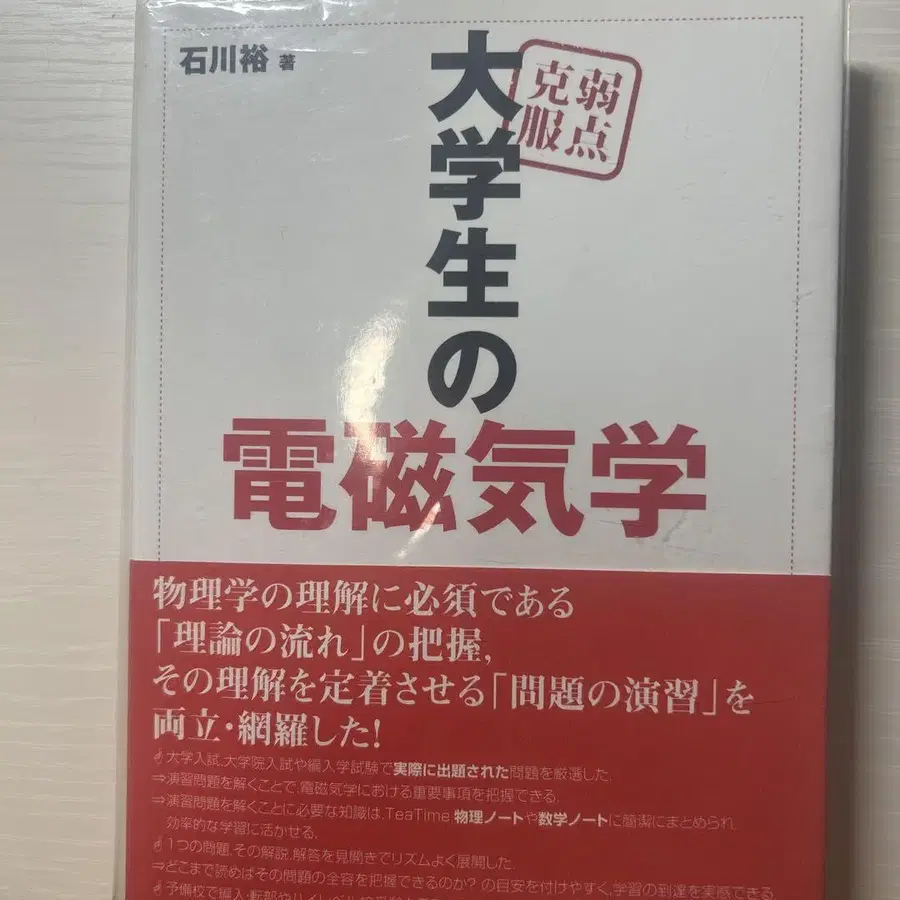 石川裕 著
弱点
克服
大学生の
電磁気学
物理学の理解に必須である
「理論の流れ」の把握,
その理解を定着させる「問題の演習」を
両立・網羅した!
大学入試、大学院入試や編入学試験で実際に出題された問題を厳選した.
⇒演習問題を解くことで、電磁気学における重要事項を把握できる.
⇒演習問題を解くことに必要な知識は、TeaTime、物理ノートや数学ノートに簡潔にまとめられ、
効率的な学習に活かせる.
1つの問題、その解説、解答を見開きでリズムよく展開した.
⇒どこまで読めばその問題の全容を把握できるのか?の目安を付けやすく、学習の到達を実感できる.
予備校で編入・転部や